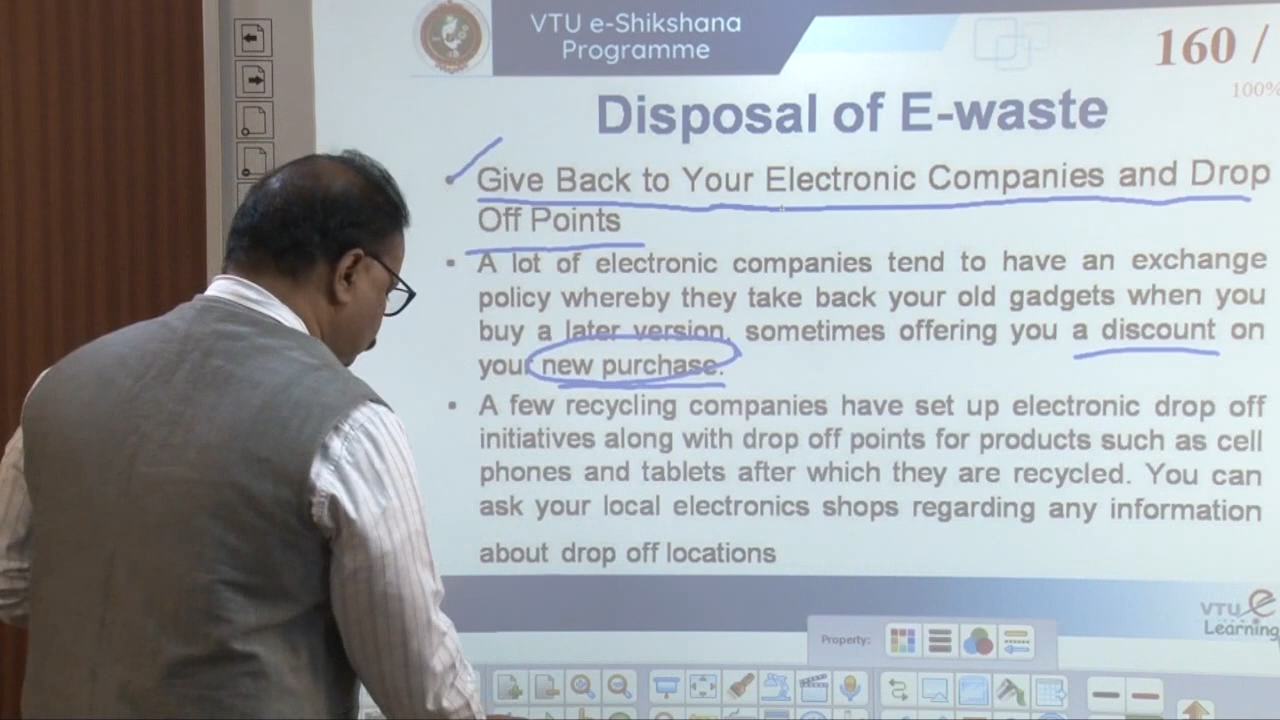 VTU e-Shikshana
Programme
160 /
100%
Disposal of E-waste
• Give Back to Your Electronic Companies and Drop
Off Points
• A lot of electronic companies tend to have an exchange
policy whereby they take back your old gadgets when you
buy a later version, sometimes offering you a discount on
your new purchase.
• A few recycling companies have set up electronic drop off
initiatives along with drop off points for products such as cell
phones and tablets after which they are recycled. You can
ask your local electronics shops regarding any information
about drop off locations
VTU e
Learning
Property: